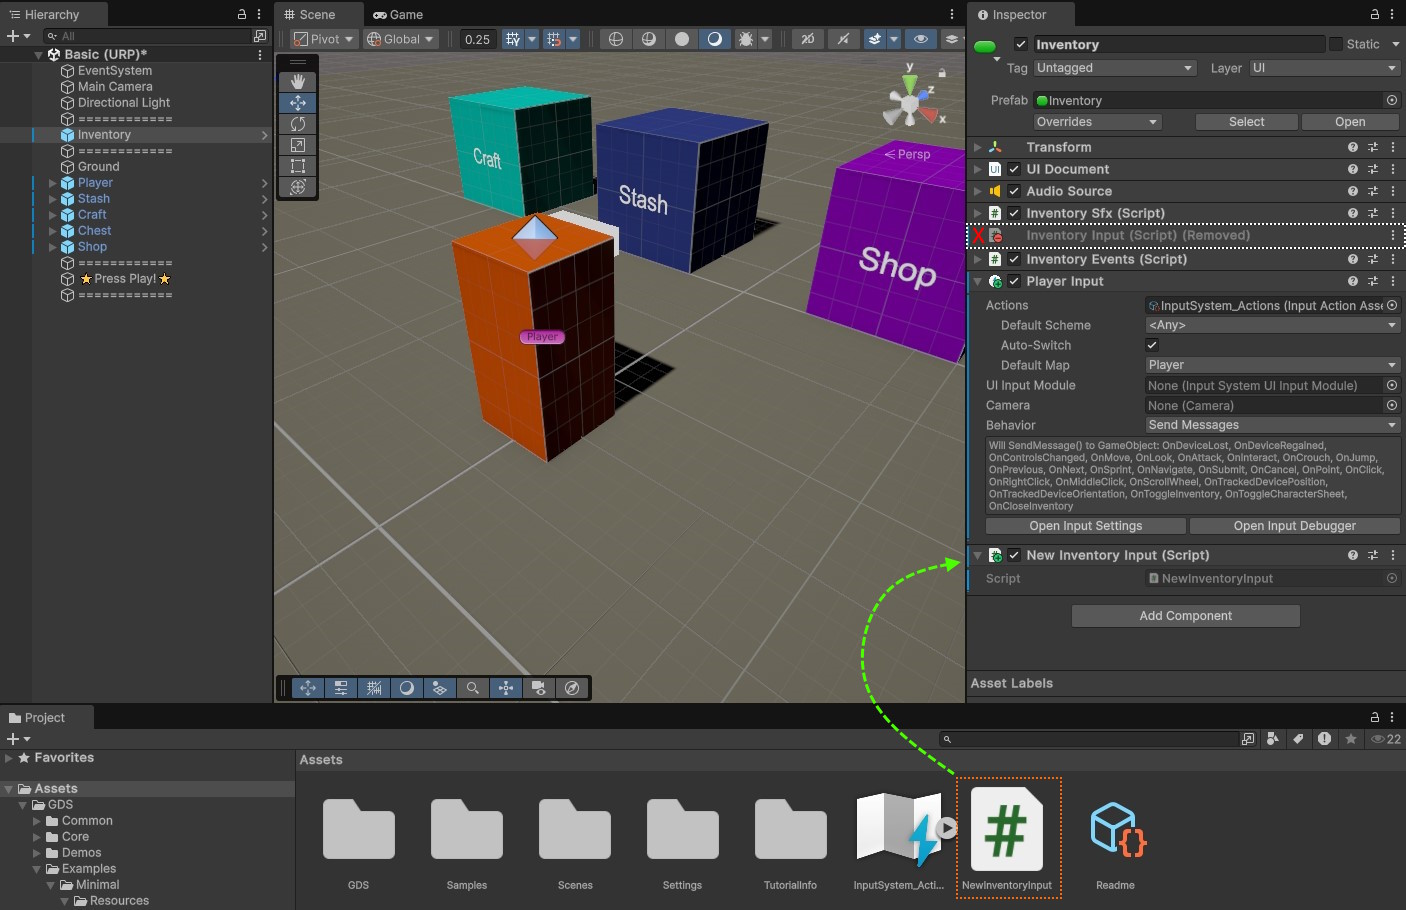 Hierarchy
All
Basic (URP)*
EventSystem
Main Camera
Directional Light
============
Inventory
============
Ground
Player
Stash
Craft
Chest
Shop
============
⭐Press Play!⭐
============
Scene
Game
Pivot
Global
0.25
2D
y
z
x
Persp
Craft
Stash
Shop
Player
Inspector
Inventory
Static
Tag
Untagged
Layer
UI
Prefab
Inventory
Overrides
Select
Open
Transform
UI Document
Audio Source
Inventory Sfx (Script)
Inventory Input (Script) (Removed)
Inventory Events (Script)
Player Input
Actions
InputSystem_Actions (Input Action Asse
Default Scheme
<Any>
Auto-Switch
Default Map
Player
UI Input Module
None (Input System UI Input Module)
Camera
None (Camera)
Behavior
Send Messages
Will SendMessage() to GameObject: OnDeviceLost, OnDeviceRegained,
OnControlsChanged, OnMove, OnLook, OnAttack, OnInteract, OnCrouch, OnJump,
OnPrevious, OnNext, OnSprint, OnNavigate, OnSubmit, OnCancel, OnPoint, OnClick,
OnRightClick, OnMiddleClick, OnScrollWheel, OnTrackedDevicePosition,
OnTrackedDeviceOrientation, OnToggleInventory, OnToggleCharacterSheet,
OnCloseInventory
Open Input Settings
Open Input Debugger
New Inventory Input (Script)
Script
NewInventoryInput
Add Component
Asset Labels
Project
22
Favorites
Assets
GDS
Common
Core
Demos
Examples
Minimal
Resources
Assets
GDS
Samples
Scenes
Settings
TutorialInfo
InputSystem_Acti...
NewInventoryInput
Readme